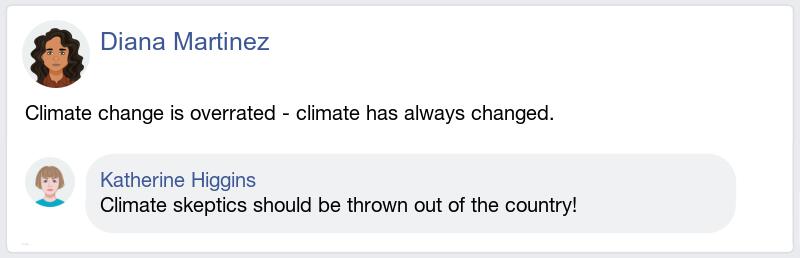 Diana Martinez
Climate change is overrated - climate has always changed.
Katherine Higgins
Climate skeptics should be thrown out of the country!